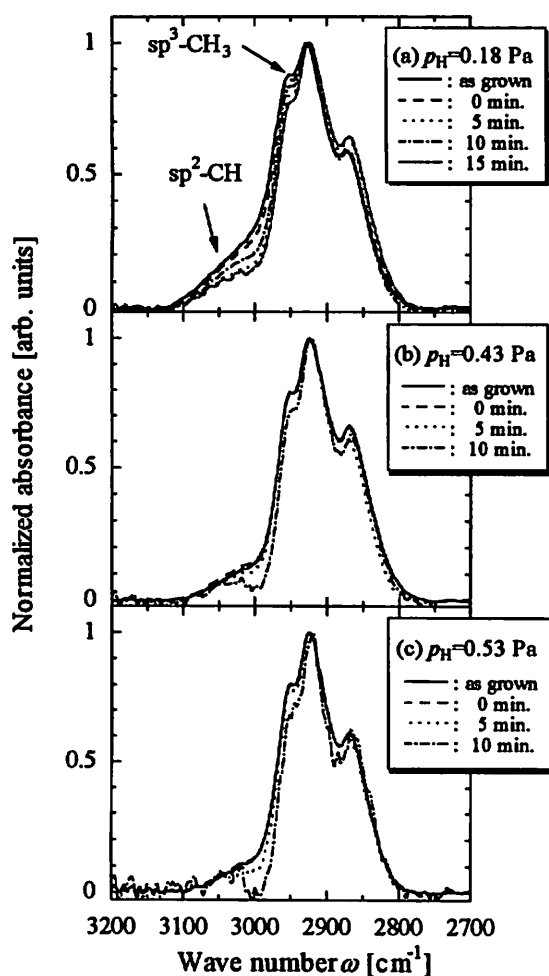 sp³-CH₃
sp²-CH
(a) p_H=0.18 Pa
: as grown
: 0 min.
: 5 min.
: 10 min.
: 15 min.
1
0.5
0
(b) p_H=0.43 Pa
: as grown
: 0 min.
: 5 min.
: 10 min.
1
0.5
0
(c) p_H=0.53 Pa
: as grown
: 0 min.
: 5 min.
: 10 min.
1
0.5
0
Normalized absorbance [arb. units]
3200 3100 3000 2900 2800 2700
Wave number ω [cm⁻¹]